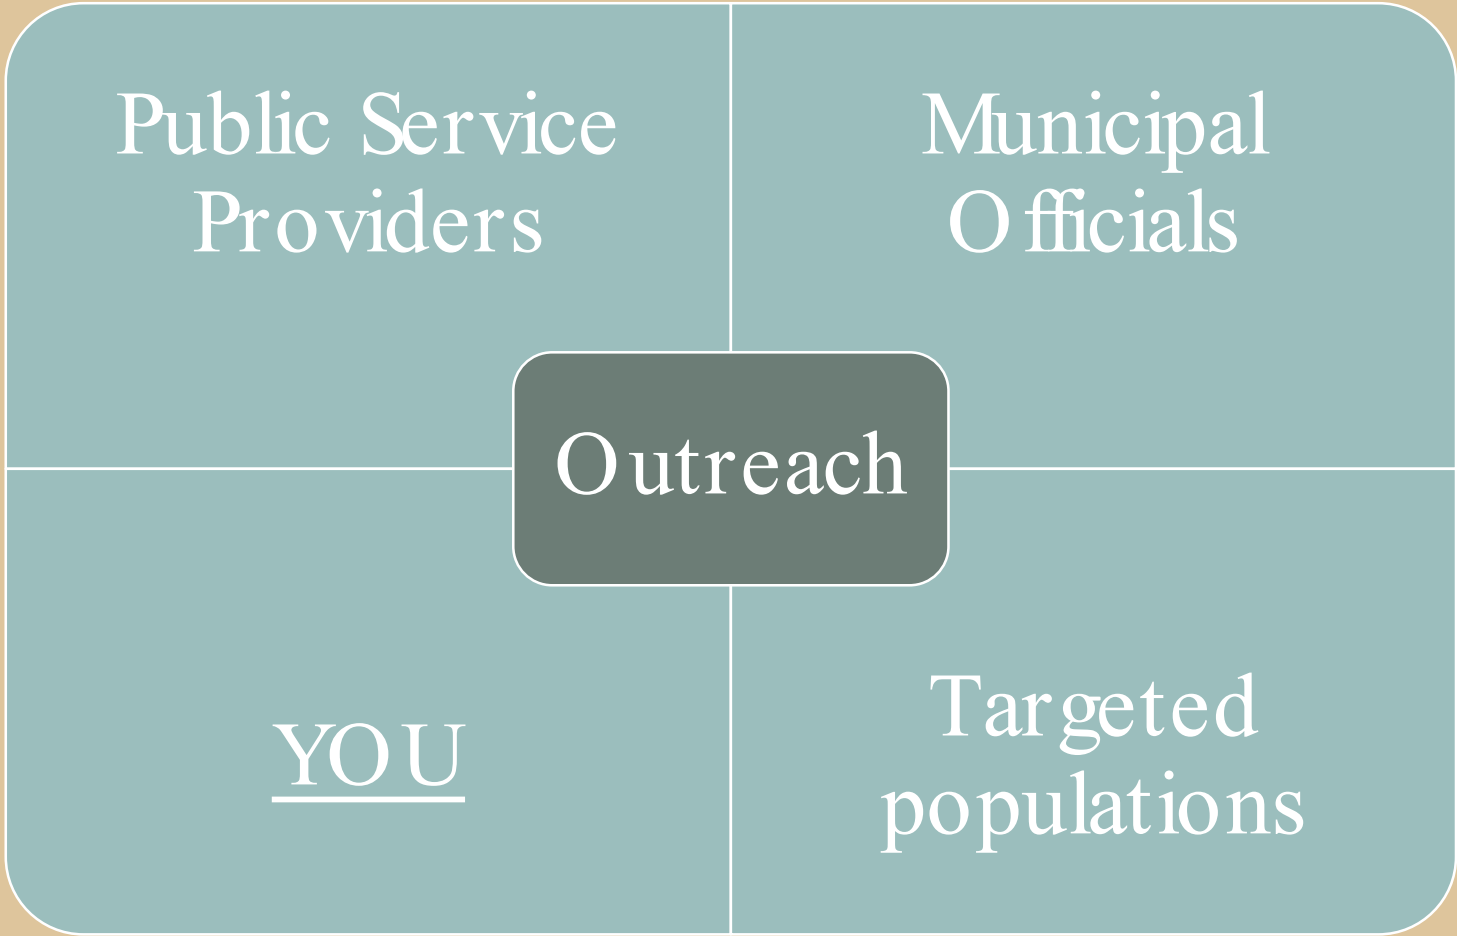 Public Service
Providers
Municipal
Officials
Outreach
YOU
Targeted
populations